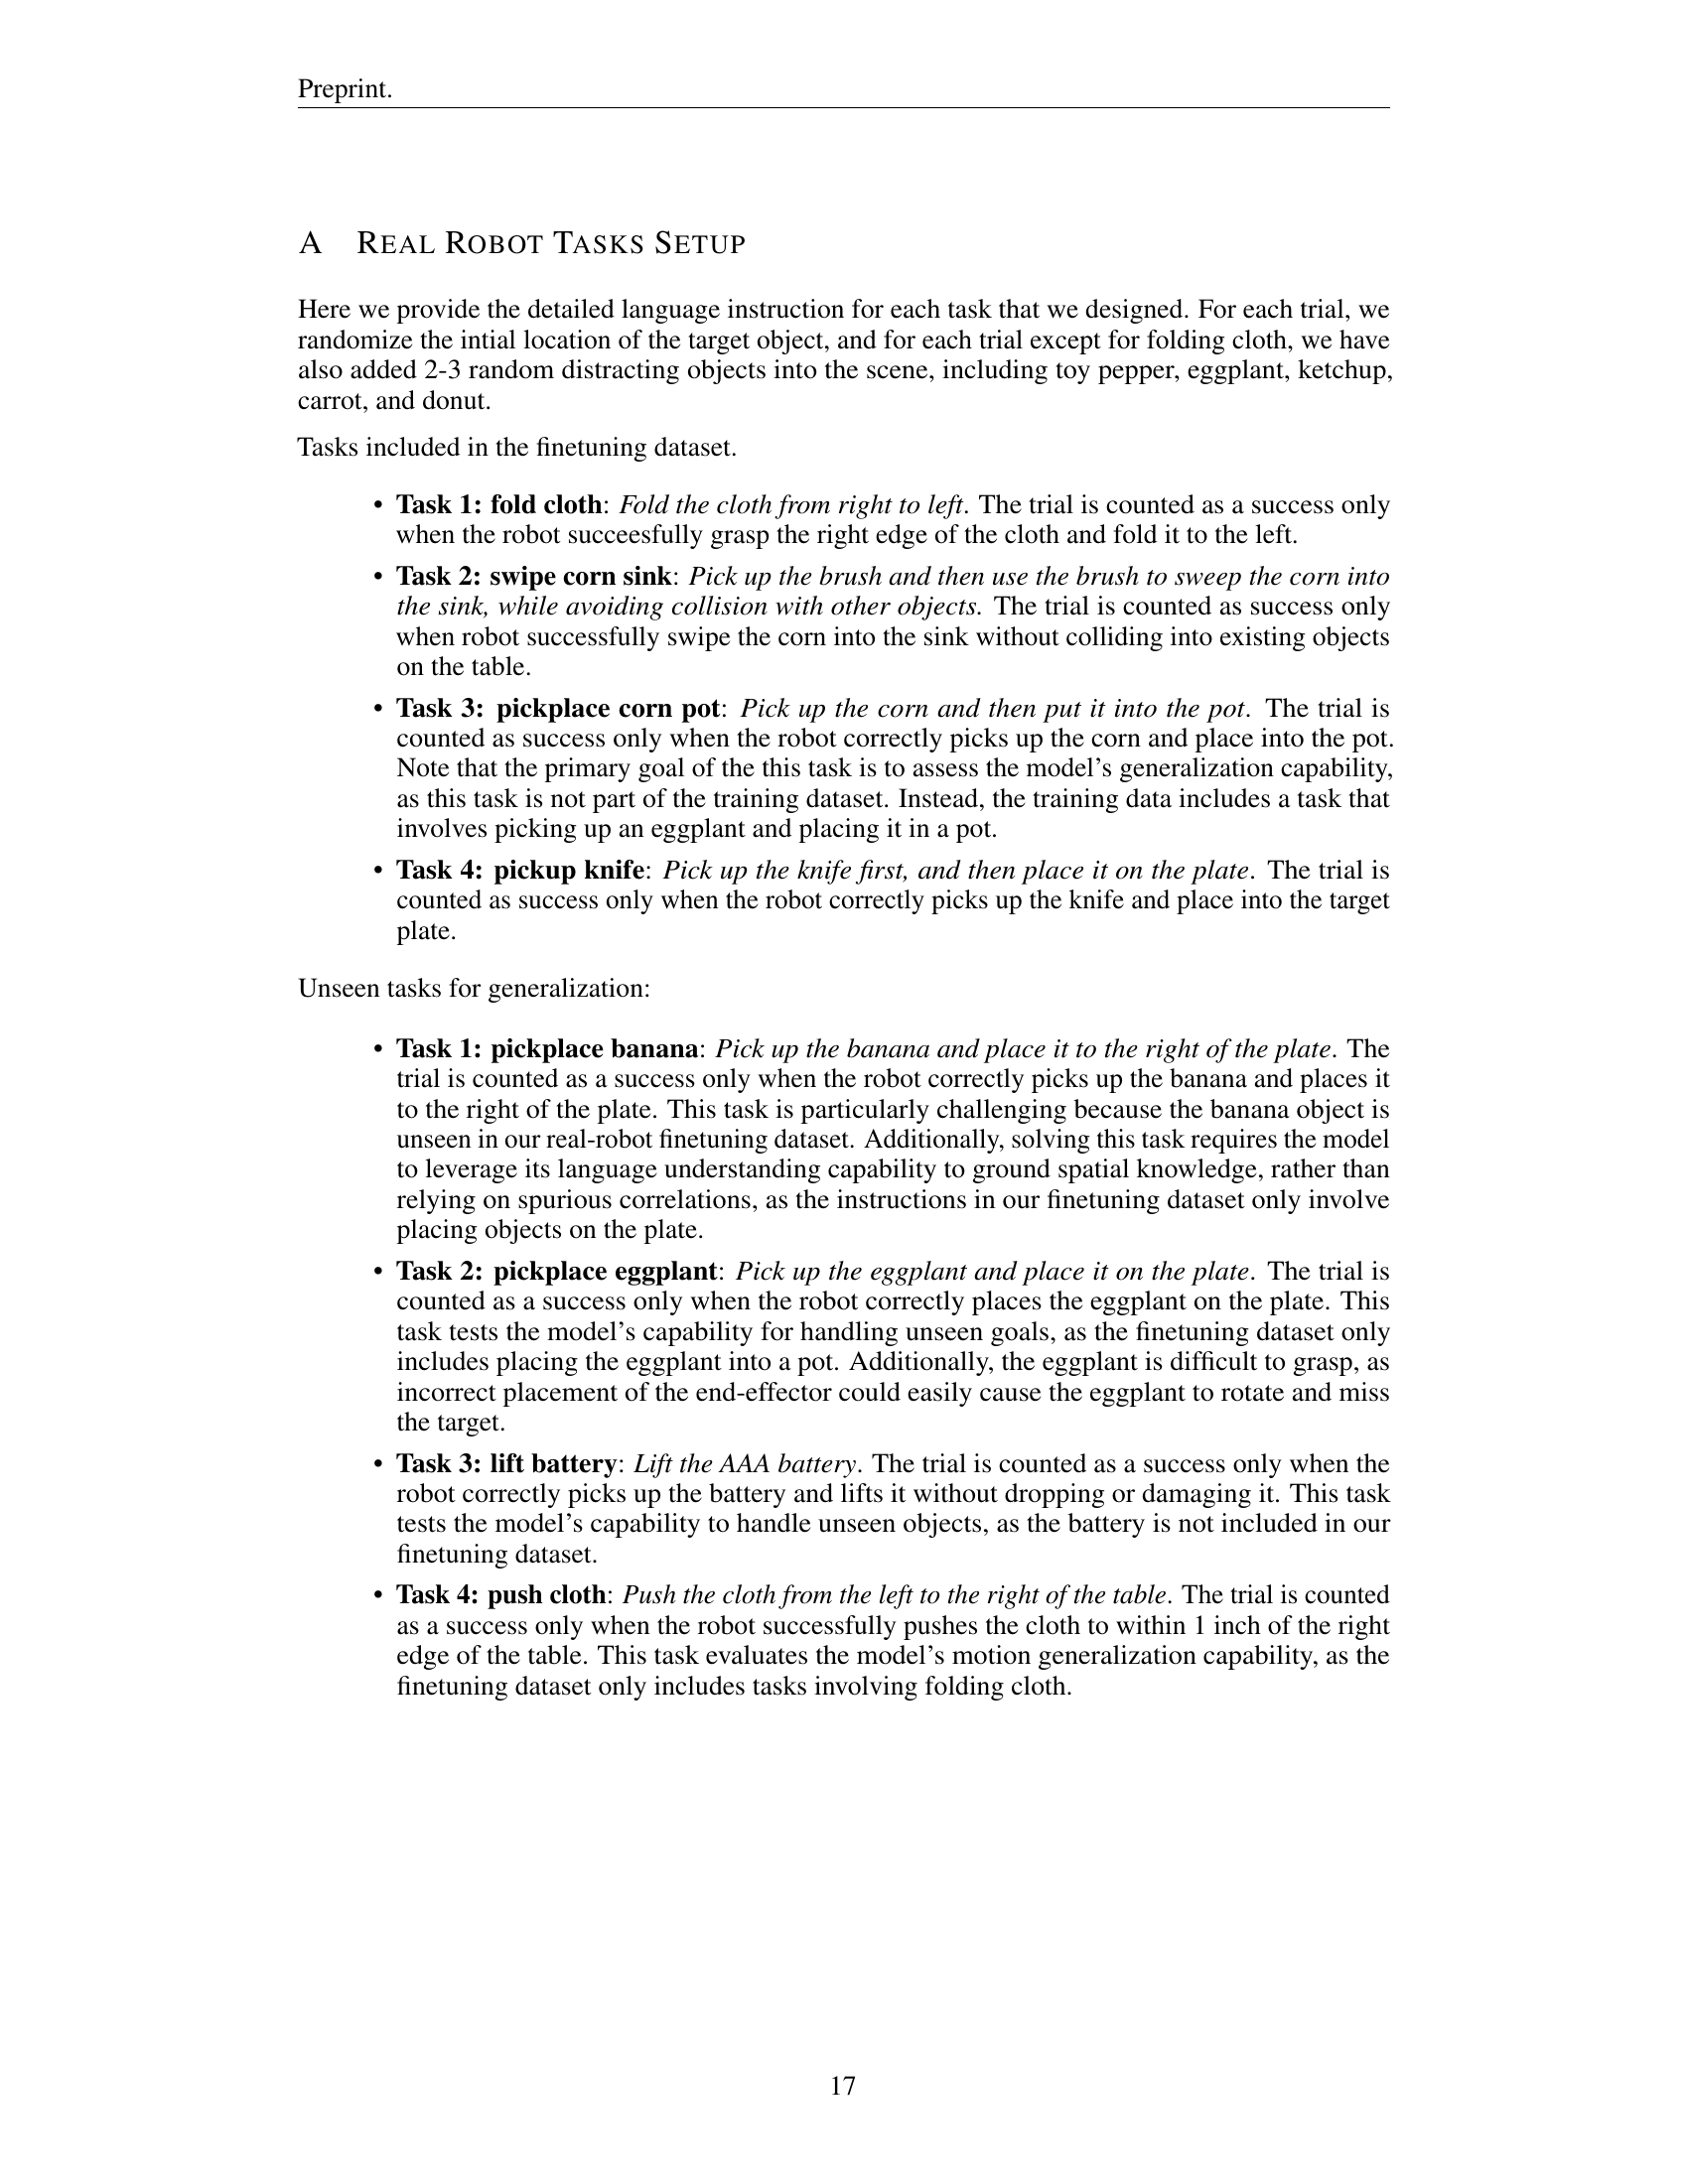 Preprint.
A REAL ROBOT TASKS SETUP
Here we provide the detailed language instruction for each task that we designed. For each trial, we
randomize the intial location of the target object, and for each trial except for folding cloth, we have
also added 2-3 random distracting objects into the scene, including toy pepper, eggplant, ketchup,
carrot, and donut.
Tasks included in the finetuning dataset.
• Task 1: fold cloth: Fold the cloth from right to left. The trial is counted as a success only
when the robot succeesfully grasp the right edge of the cloth and fold it to the left.
• Task 2: swipe corn sink: Pick up the brush and then use the brush to sweep the corn into
the sink, while avoiding collision with other objects. The trial is counted as success only
when robot successfully swipe the corn into the sink without colliding into existing objects
on the table.
• Task 3: pickplace corn pot: Pick up the corn and then put it into the pot. The trial is
counted as success only when the robot correctly picks up the corn and place into the pot.
Note that the primary goal of the this task is to assess the model's generalization capability,
as this task is not part of the training dataset. Instead, the training data includes a task that
involves picking up an eggplant and placing it in a pot.
• Task 4: pickup knife: Pick up the knife first, and then place it on the plate. The trial is
counted as success only when the robot correctly picks up the knife and place into the target
plate.
Unseen tasks for generalization:
• Task 1: pickplace banana: Pick up the banana and place it to the right of the plate. The
trial is counted as a success only when the robot correctly picks up the banana and places it
to the right of the plate. This task is particularly challenging because the banana object is
unseen in our real-robot finetuning dataset. Additionally, solving this task requires the model
to leverage its language understanding capability to ground spatial knowledge, rather than
relying on spurious correlations, as the instructions in our finetuning dataset only involve
placing objects on the plate.
• Task 2: pickplace eggplant: Pick up the eggplant and place it on the plate. The trial is
counted as a success only when the robot correctly places the eggplant on the plate. This
task tests the model's capability for handling unseen goals, as the finetuning dataset only
includes placing the eggplant into a pot. Additionally, the eggplant is difficult to grasp, as
incorrect placement of the end-effector could easily cause the eggplant to rotate and miss
the target.
• Task 3: lift battery: Lift the AAA battery. The trial is counted as a success only when the
robot correctly picks up the battery and lifts it without dropping or damaging it. This task
tests the model's capability to handle unseen objects, as the battery is not included in our
finetuning dataset.
• Task 4: push cloth: Push the cloth from the left to the right of the table. The trial is counted
as a success only when the robot successfully pushes the cloth to within 1 inch of the right
edge of the table. This task evaluates the model's motion generalization capability, as the
finetuning dataset only includes tasks involving folding cloth.
17